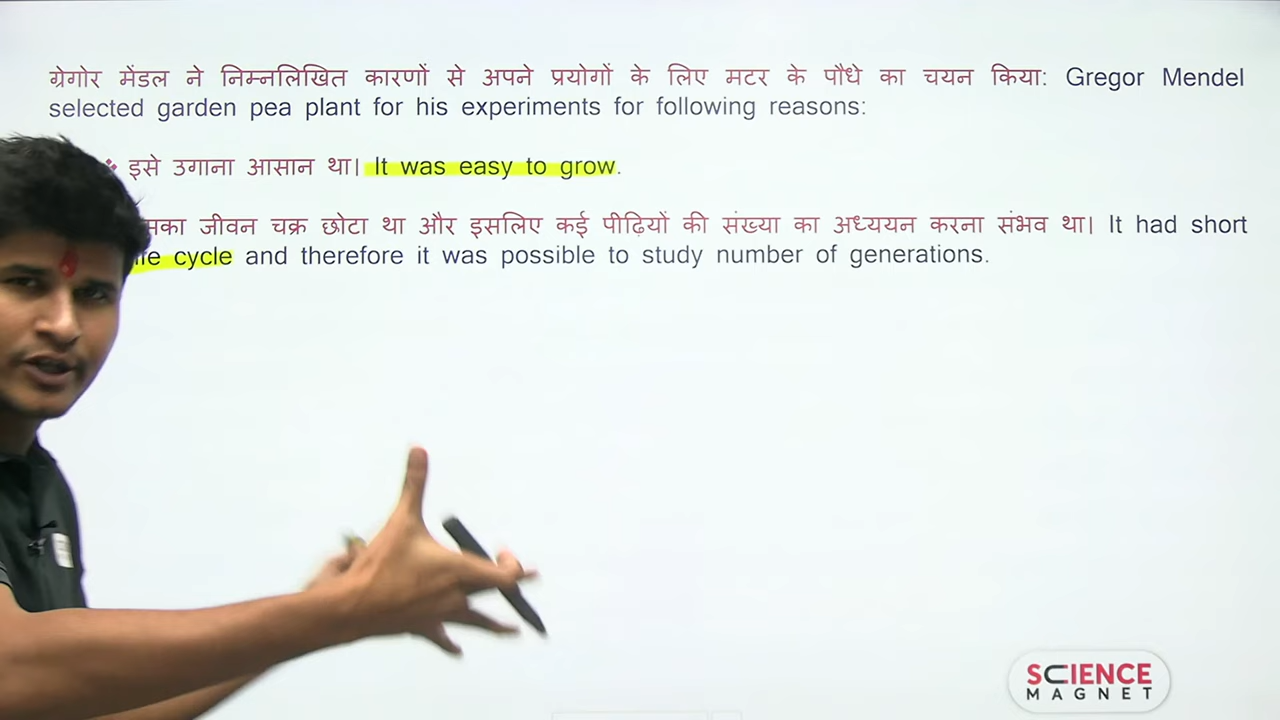 ग्रेगोर मेंडल ने निम्नलिखित कारणों से अपने प्रयोगों के लिए मटर के पौधे का चयन किया: Gregor Mendel
selected garden pea plant for his experiments for following reasons:
इसे उगाना आसान था। It was easy to grow.
जीवन चक्र छोटा था और इसलिए कई पीढ़ियों की संख्या का अध्ययन करना संभव था। It had short
cycle and therefore it was possible to study number of generations.
SCIENCE
MAGNET